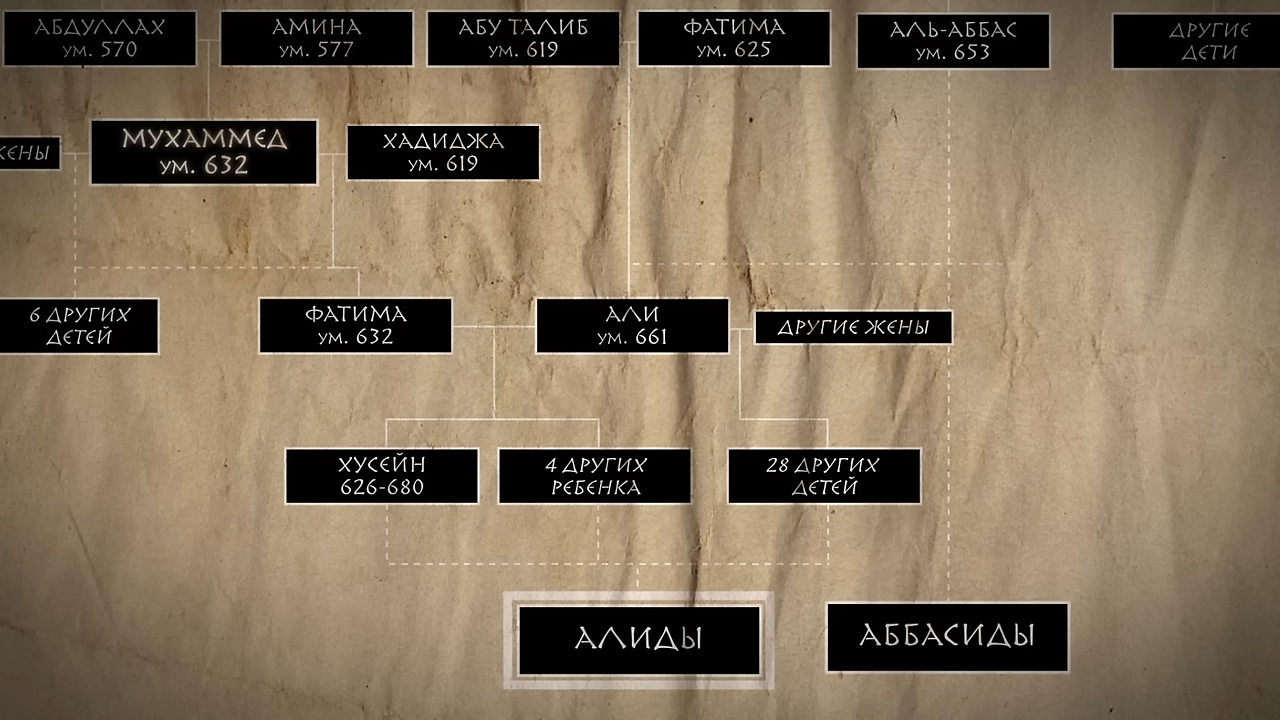 АБДУЛЛАХ
УМ. 570
АМИНА
УМ. 577
АБУ ТАЛИБ
УМ. 619
ФАТИМА
УМ. 625
АЛЬ-АББАС
УМ. 653
ДРУГИЕ
ДЕТИ
ЖЕНЫ
МУХАММЕД
УМ. 632
ХАДИДЖА
УМ. 619
6 ДРУГИХ
ДЕТЕЙ
ФАТИМА
УМ. 632
АЛИ
УМ. 661
ДРУГИЕ ЖЕНЫ
ХУСЕЙН
626-680
4 ДРУГИХ
РЕБЕНКА
28 ДРУГИХ
ДЕТЕЙ
АЛИДЫ
АББАСИДЫ